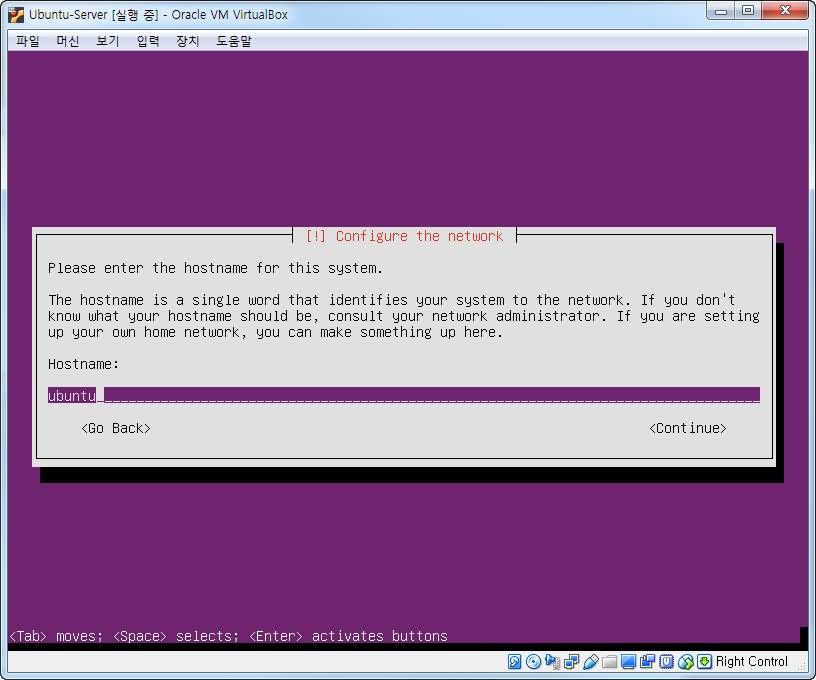 Ubuntu-Server [실행 중] - Oracle VM VirtualBox
파일 머신 보기 입력 장치 도움말
[!] Configure the network
Please enter the hostname for this system.
The hostname is a single word that identifies your system to the network. If you don't
know what your hostname should be, consult your network administrator. If you are setting
up your own home network, you can make something up here.
Hostname:
ubuntu
<Go Back> <Continue>
<Tab> moves; <Space> selects; <Enter> activates buttons
Right Control